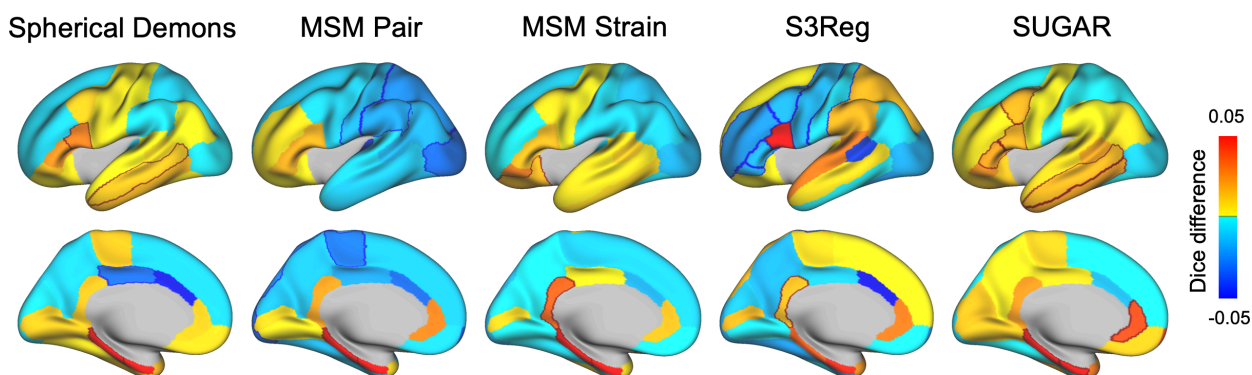 Spherical Demons
MSM Pair
MSM Strain
S3Reg
SUGAR
0.05
Dice difference
-0.05